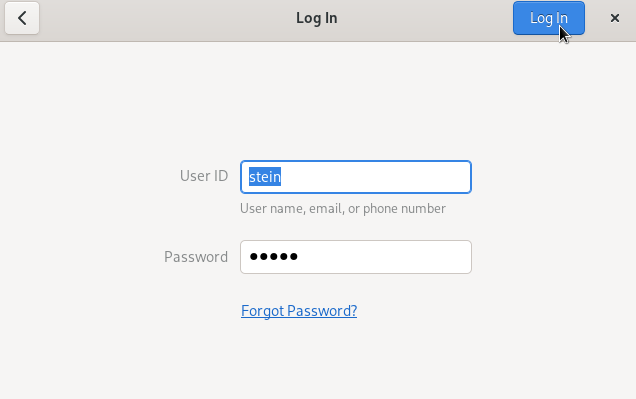 Log In
Log In
User ID
stein
User name, email, or phone number
Password
●●●●●
Forgot Password?